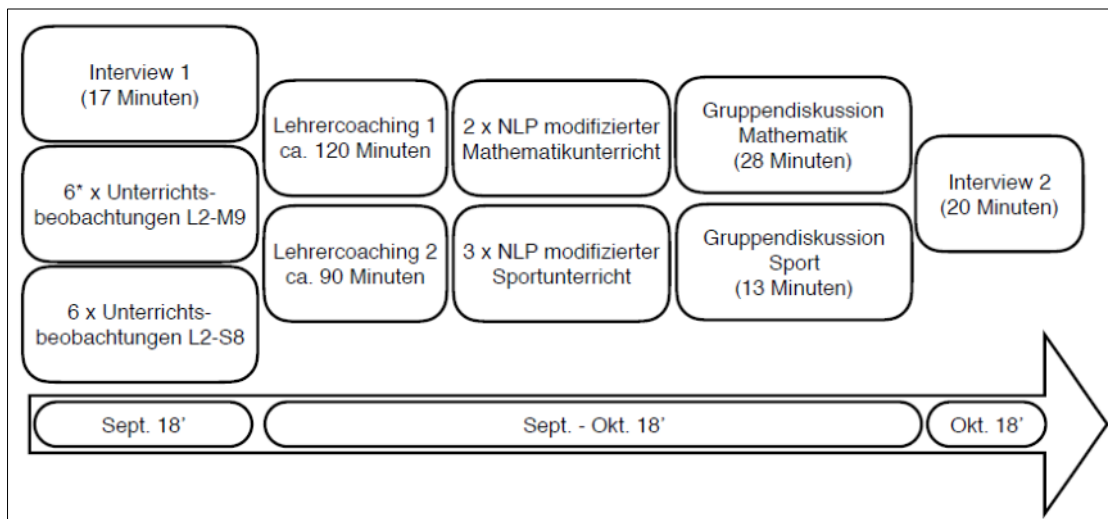 Interview 1
(17 Minuten)
6* x Unterrichts-
beobachtungen L2-M9
6 x Unterrichts-
beobachtungen L2-S8
Lehrercoaching 1
ca. 120 Minuten
Lehrercoaching 2
ca. 90 Minuten
2 x NLP modifizierter
Mathematikunterricht
3 x NLP modifizierter
Sportunterricht
Gruppendiskussion
Mathematik
(28 Minuten)
Gruppendiskussion
Sport
(13 Minuten)
Interview 2
(20 Minuten)
Sept. 18’
Sept. - Okt. 18’
Okt. 18’